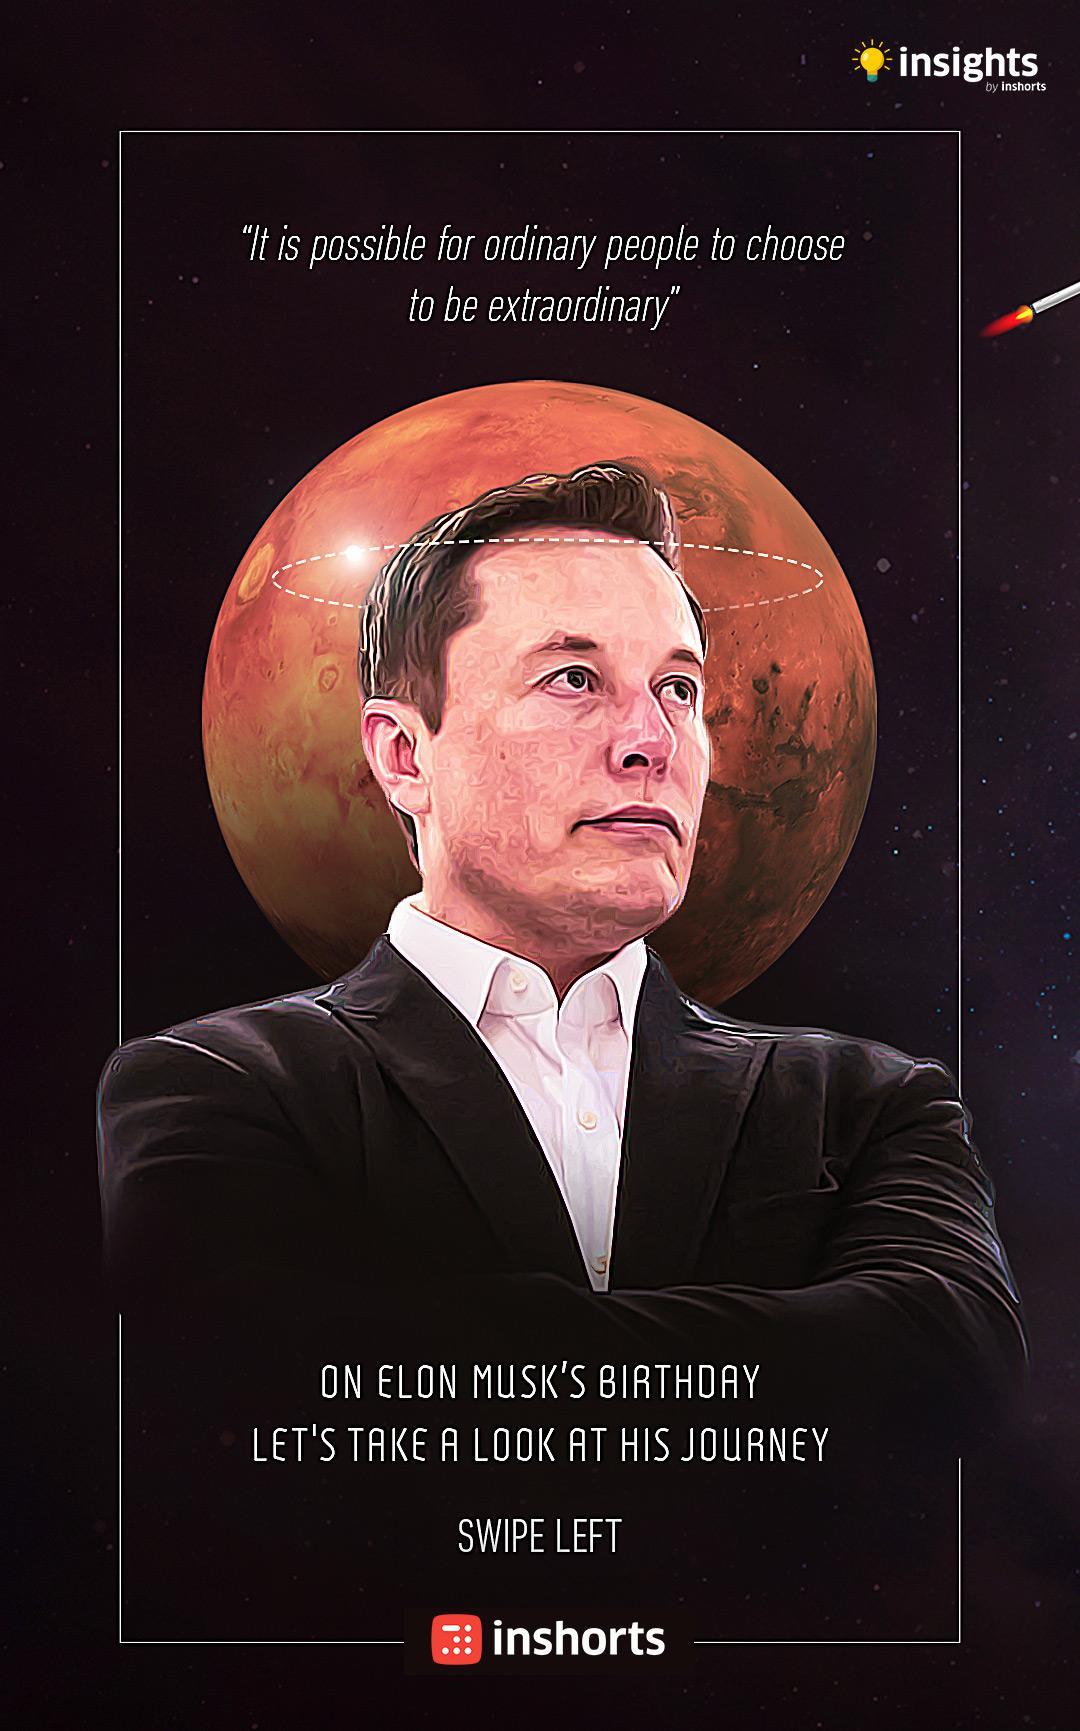 insights
by inshorts
“It is possible for ordinary people to choose
to be extraordinary”
ON ELON MUSK'S BIRTHDAY
LET'S TAKE A LOOK AT HIS JOURNEY
SWIPE LEFT
inshorts